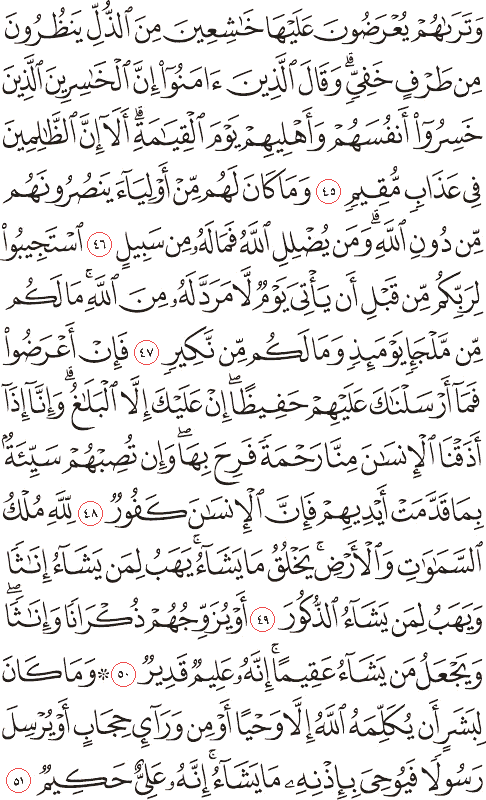 وَتَرَىٰهُمْ يُعْرَضُونَ عَلَيْهَا خَٰشِعِينَ مِنَ ٱلذُّلِّ يَنظُرُونَ
مِن طَرْفٍ خَفِىٍّ ۗ وَقَالَ ٱلَّذِينَ ءَامَنُوٓا۟ إِنَّ ٱلْخَٰسِرِينَ ٱلَّذِينَ
خَسِرُوٓا۟ أَنفُسَهُمْ وَأَهْلِيهِمْ يَوْمَ ٱلْقِيَٰمَةِ ۗ أَلَآ إِنَّ ٱلظَّٰلِمِينَ
فِى عَذَابٍ مُّقِيمٍ ٤٥ وَمَا كَانَ لَهُم مِّنْ أَوْلِيَآءَ يَنصُرُونَهُم
مِّن دُونِ ٱللَّهِ ۗ وَمَن يُضْلِلِ ٱللَّهُ فَمَا لَهُۥ مِن سَبِيلٍ ٤٦ ٱسْتَجِيبُوا۟
لِرَبِّكُم مِّن قَبْلِ أَن يَأْتِىَ يَوْمٌ لَّا مَرَدَّ لَهُۥ مِنَ ٱللَّهِ ۚ مَا لَكُم
مِّن مَّلْجَإٍ يَوْمَئِذٍ وَمَا لَكُم مِّن نَّكِيرٍ ٤٧ فَإِنْ أَعْرَضُوا۟
فَمَآ أَرْسَلْنَٰكَ عَلَيْهِمْ حَفِيظًا ۖ إِنْ عَلَيْكَ إِلَّا ٱلْبَلَٰغُ ۗ وَإِنَّآ إِذَآ
أَذَقْنَا ٱلْإِنسَٰنَ مِنَّا رَحْمَةً فَرِحَ بِهَا ۖ وَإِن تُصِبْهُمْ سَيِّئَةٌۢ
بِمَا قَدَّمَتْ أَيْدِيهِمْ فَإِنَّ ٱلْإِنسَٰنَ كَفُورٌ ٤٨ لِّلَّهِ مُلْكُ
ٱلسَّمَٰوَٰتِ وَٱلْأَرْضِ ۚ يَخْلُقُ مَا يَشَآءُ ۚ يَهَبُ لِمَن يَشَآءُ إِنَٰثًا
وَيَهَبُ لِمَن يَشَآءُ ٱلذُّكُورَ ٤٩ أَوْ يُزَوِّجُهُمْ ذُكْرَانًا وَإِنَٰثًا ۖ
وَيَجْعَلُ مَن يَشَآءُ عَقِيمًا ۚ إِنَّهُۥ عَلِيمٌ قَدِيرٌ ٥٠ * وَمَا كَانَ
لِبَشَرٍ أَن يُكَلِّمَهُ ٱللَّهُ إِلَّا وَحْيًا أَوْ مِن وَرَآئِ حِجَابٍ أَوْ يُرْسِلَ
رَسُولًا فَيُوحِىَ بِإِذْنِهِۦ مَا يَشَآءُ ۚ إِنَّهُۥ عَلِىٌّ حَكِيمٌ ٥١